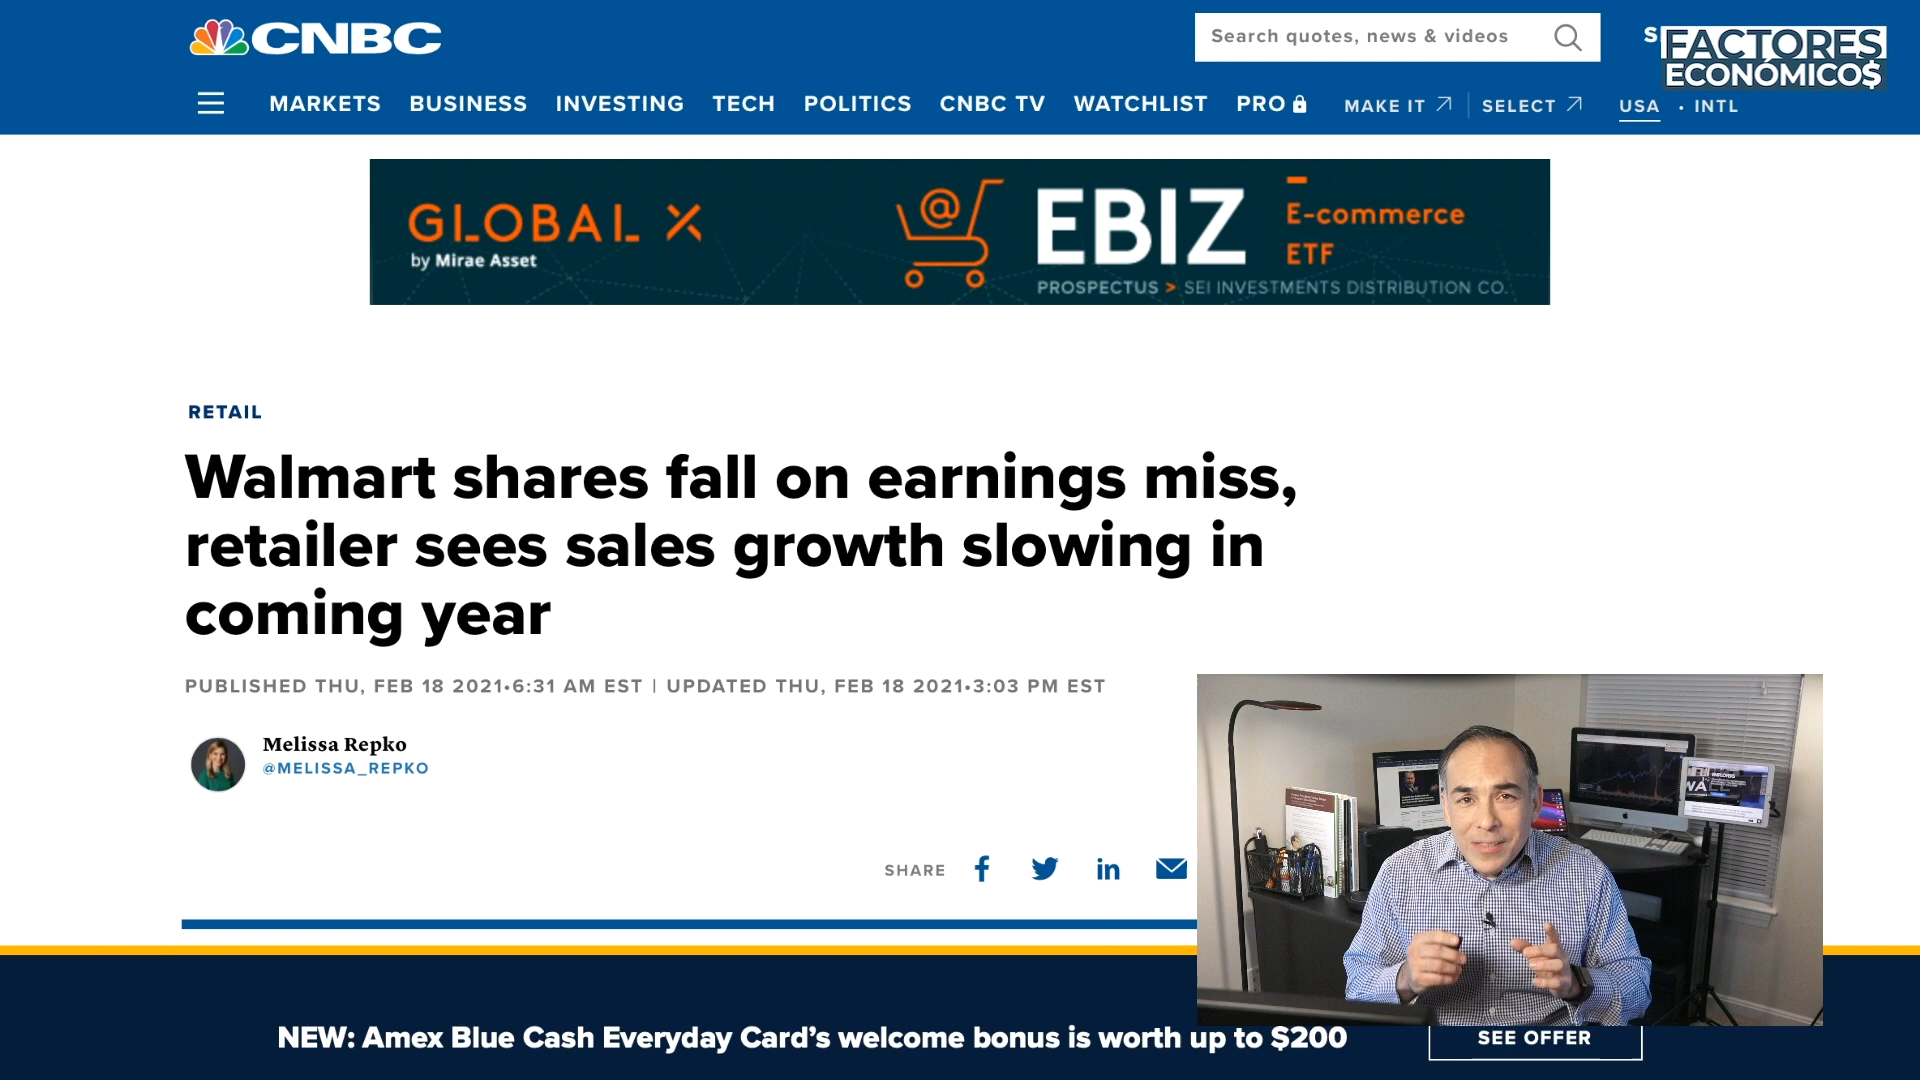 CNBC
Search quotes, news & videos
FACTORES
ECONÓMICO$
MARKETS BUSINESS INVESTING TECH POLITICS CNBC TV WATCHLIST PRO MAKE IT SELECT USA • INTL
GLOBAL X
by Mirae Asset
EBIZ
E-commerce
ETF
PROSPECTUS > SEI INVESTMENTS DISTRIBUTION CO.
RETAIL
Walmart shares fall on earnings miss,
retailer sees sales growth slowing in
coming year
PUBLISHED THU, FEB 18 2021•6:31 AM EST | UPDATED THU, FEB 18 2021•3:03 PM EST
Melissa Repko
@MELISSA_REPKO
SHARE
NEW: Amex Blue Cash Everyday Card’s welcome bonus is worth up to $200
SEE OFFER